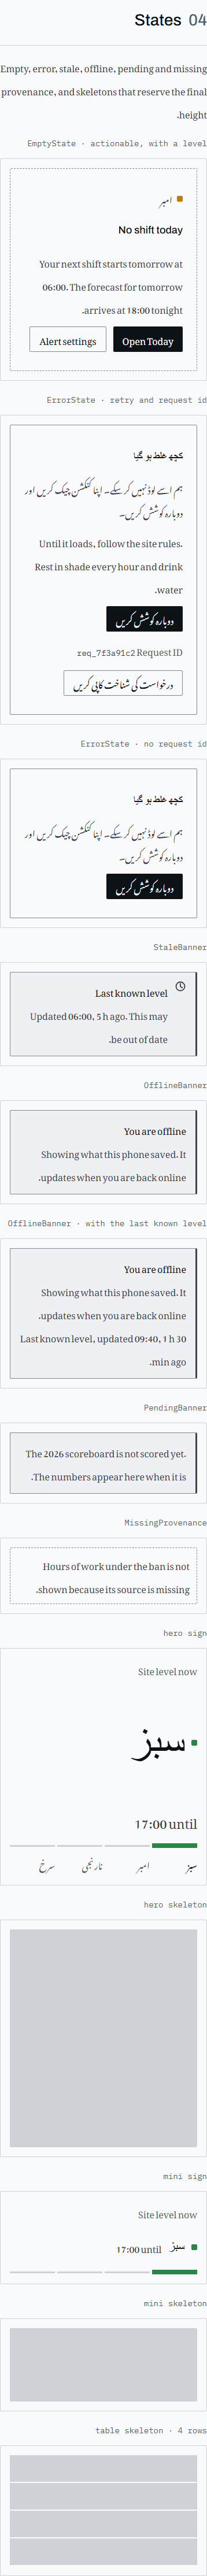 States 04
Empty, error, stale, offline, pending and missing
provenance, and skeletons that reserve the final
height.
EmptyState · actionable, with a level
امبر
No shift today
Your next shift starts tomorrow at
06:00. The forecast for tomorrow
arrives at 18:00 tonight.
Open Today
Alert settings
ErrorState · retry and request id
کچھ غلط ہو گیا
ہم اسے لوڈ نہیں کر سکے۔ اپنا کنکشن چیک کریں اور
دوبارہ کوشش کریں۔
Until it loads, follow the site rules.
Rest in shade every hour and drink
water.
دوبارہ کوشش کریں
req_7f3a91c2 Request ID
درخواست کی شناخت کاپی کریں
ErrorState · no request id
کچھ غلط ہو گیا
ہم اسے لوڈ نہیں کر سکے۔ اپنا کنکشن چیک کریں اور
دوبارہ کوشش کریں۔
دوبارہ کوشش کریں
StaleBanner
Last known level
Updated 06:00, 5 h ago. This may
be out of date.
OfflineBanner
You are offline
Showing what this phone saved. It
updates when you are back online.
OfflineBanner · with the last known level
You are offline
Showing what this phone saved. It
updates when you are back online.
Last known level, updated 09:40, 1 h 30
min ago.
PendingBanner
The 2026 scoreboard is not scored yet.
The numbers appear here when it is.
MissingProvenance
Hours of work under the ban is not
shown because its source is missing.
hero sign
Site level now
سبز
17:00 until
سبز امبر نارنجی سرخ
hero skeleton
mini sign
Site level now
سبز 17:00 until
mini skeleton
table skeleton · 4 rows